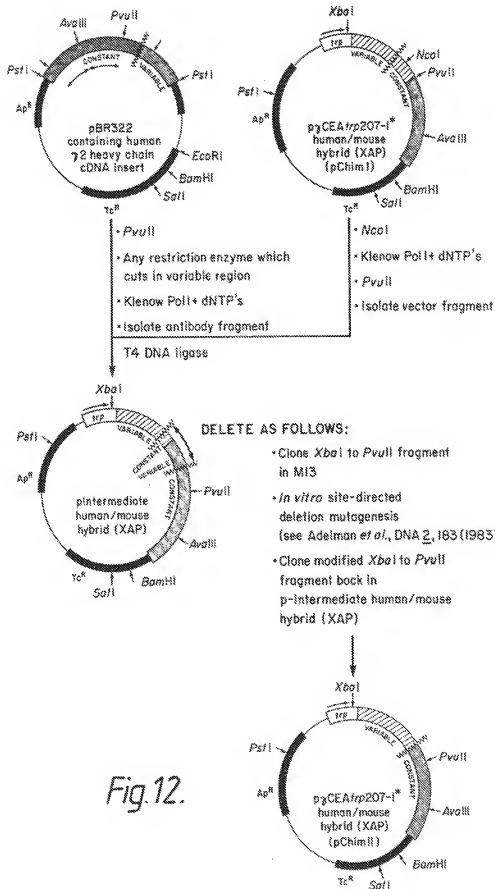 PvuII
AvaIII
PstI
CONSTANT
VARIABLE
PstI
ApR
pBR322
containing human
γ2 heavy chain
cDNA insert
EcoRI
BamHI
SalI
TcR
XbaI
trp
VARIABLE
NcoI
PvuII
CONSTANT
PstI
ApR
pγCEAtrp207-1*
human/mouse
hybrid (XAP)
(pChimI)
AvaIII
BamHI
SalI
TcR
• PvuII
• Any restriction enzyme which
cuts in variable region
• Klenow PolI + dNTP's
• Isolate antibody fragment
• NcoI
• Klenow PolI + dNTP's
• PvuII
• Isolate vector fragment
T4 DNA ligase
XbaI
trp
VARIABLE
CONSTANT
VARIABLE
CONSTANT
PstI
ApR
pIntermediate
human/mouse
hybrid (XAP)
PvuII
AvaIII
BamHI
SalI
TcR
DELETE AS FOLLOWS:
• Clone XbaI to PvuII fragment
in M13
• In vitro site-directed
deletion mutagenesis
(see Adelman et al., DNA 2, 183 (1983)
• Clone modified XbaI to PvuII
fragment back in
p-intermediate human/mouse
hybrid (XAP)
XbaI
trp
VARIABLE
CONSTANT
PstI
ApR
PvuII
pγCEAtrp207-1*
human/mouse
hybrid (XAP)
(pChimII)
AvaIII
BamHI
SalI
TcR
Fig.12.